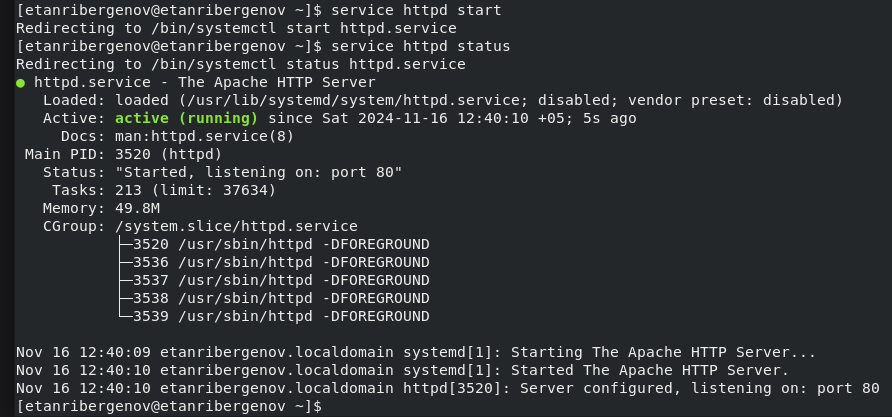 [etanribergenov@etanribergenov ~]$ service httpd start
Redirecting to /bin/systemctl start httpd.service
[etanribergenov@etanribergenov ~]$ service httpd status
Redirecting to /bin/systemctl status httpd.service
● httpd.service - The Apache HTTP Server
   Loaded: loaded (/usr/lib/systemd/system/httpd.service; disabled; vendor preset: disabled)
   Active: active (running) since Sat 2024-11-16 12:40:10 +05; 5s ago
     Docs: man:httpd.service(8)
 Main PID: 3520 (httpd)
   Status: "Started, listening on: port 80"
    Tasks: 213 (limit: 37634)
   Memory: 49.8M
   CGroup: /system.slice/httpd.service
           ├─3520 /usr/sbin/httpd -DFOREGROUND
           ├─3536 /usr/sbin/httpd -DFOREGROUND
           ├─3537 /usr/sbin/httpd -DFOREGROUND
           ├─3538 /usr/sbin/httpd -DFOREGROUND
           └─3539 /usr/sbin/httpd -DFOREGROUND

Nov 16 12:40:09 etanribergenov.localdomain systemd[1]: Starting The Apache HTTP Server...
Nov 16 12:40:10 etanribergenov.localdomain systemd[1]: Started The Apache HTTP Server.
Nov 16 12:40:10 etanribergenov.localdomain httpd[3520]: Server configured, listening on: port 80
[etanribergenov@etanribergenov ~]$